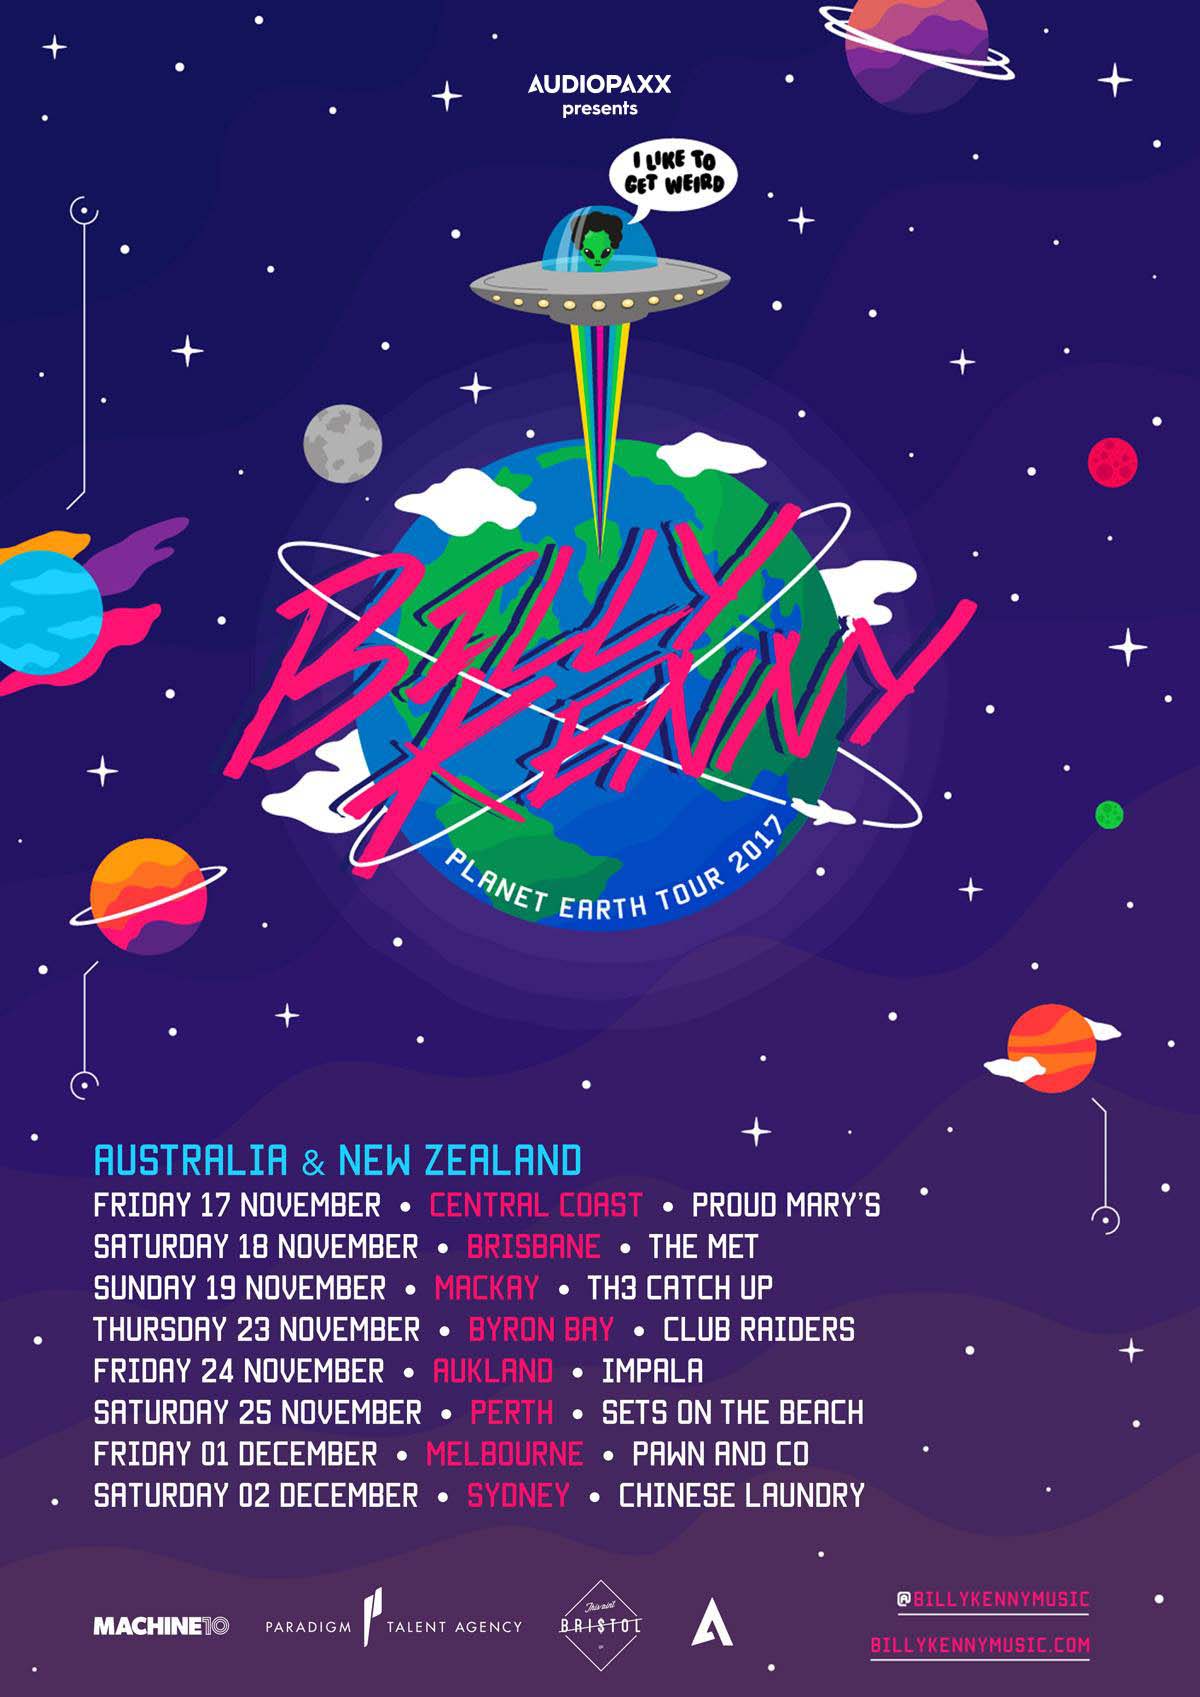 AUDIOPAXX
presents
I LIKE TO
GET WEIRD
BILLY
KENNY
PLANET EARTH TOUR 2017
AUSTRALIA & NEW ZEALAND
FRIDAY 17 NOVEMBER • CENTRAL COAST • PROUD MARY'S
SATURDAY 18 NOVEMBER • BRISBANE • THE MET
SUNDAY 19 NOVEMBER • MACKAY • TH3 CATCH UP
THURSDAY 23 NOVEMBER • BYRON BAY • CLUB RAIDERS
FRIDAY 24 NOVEMBER • AUKLAND • IMPALA
SATURDAY 25 NOVEMBER • PERTH • SETS ON THE BEACH
FRIDAY 01 DECEMBER • MELBOURNE • PAWN AND CO
SATURDAY 02 DECEMBER • SYDNEY • CHINESE LAUNDRY
MACHINE10
PARADIGM TALENT AGENCY
This ain't
BRISTOL
@BILLYKENNYMUSIC
BILLYKENNYMUSIC.COM